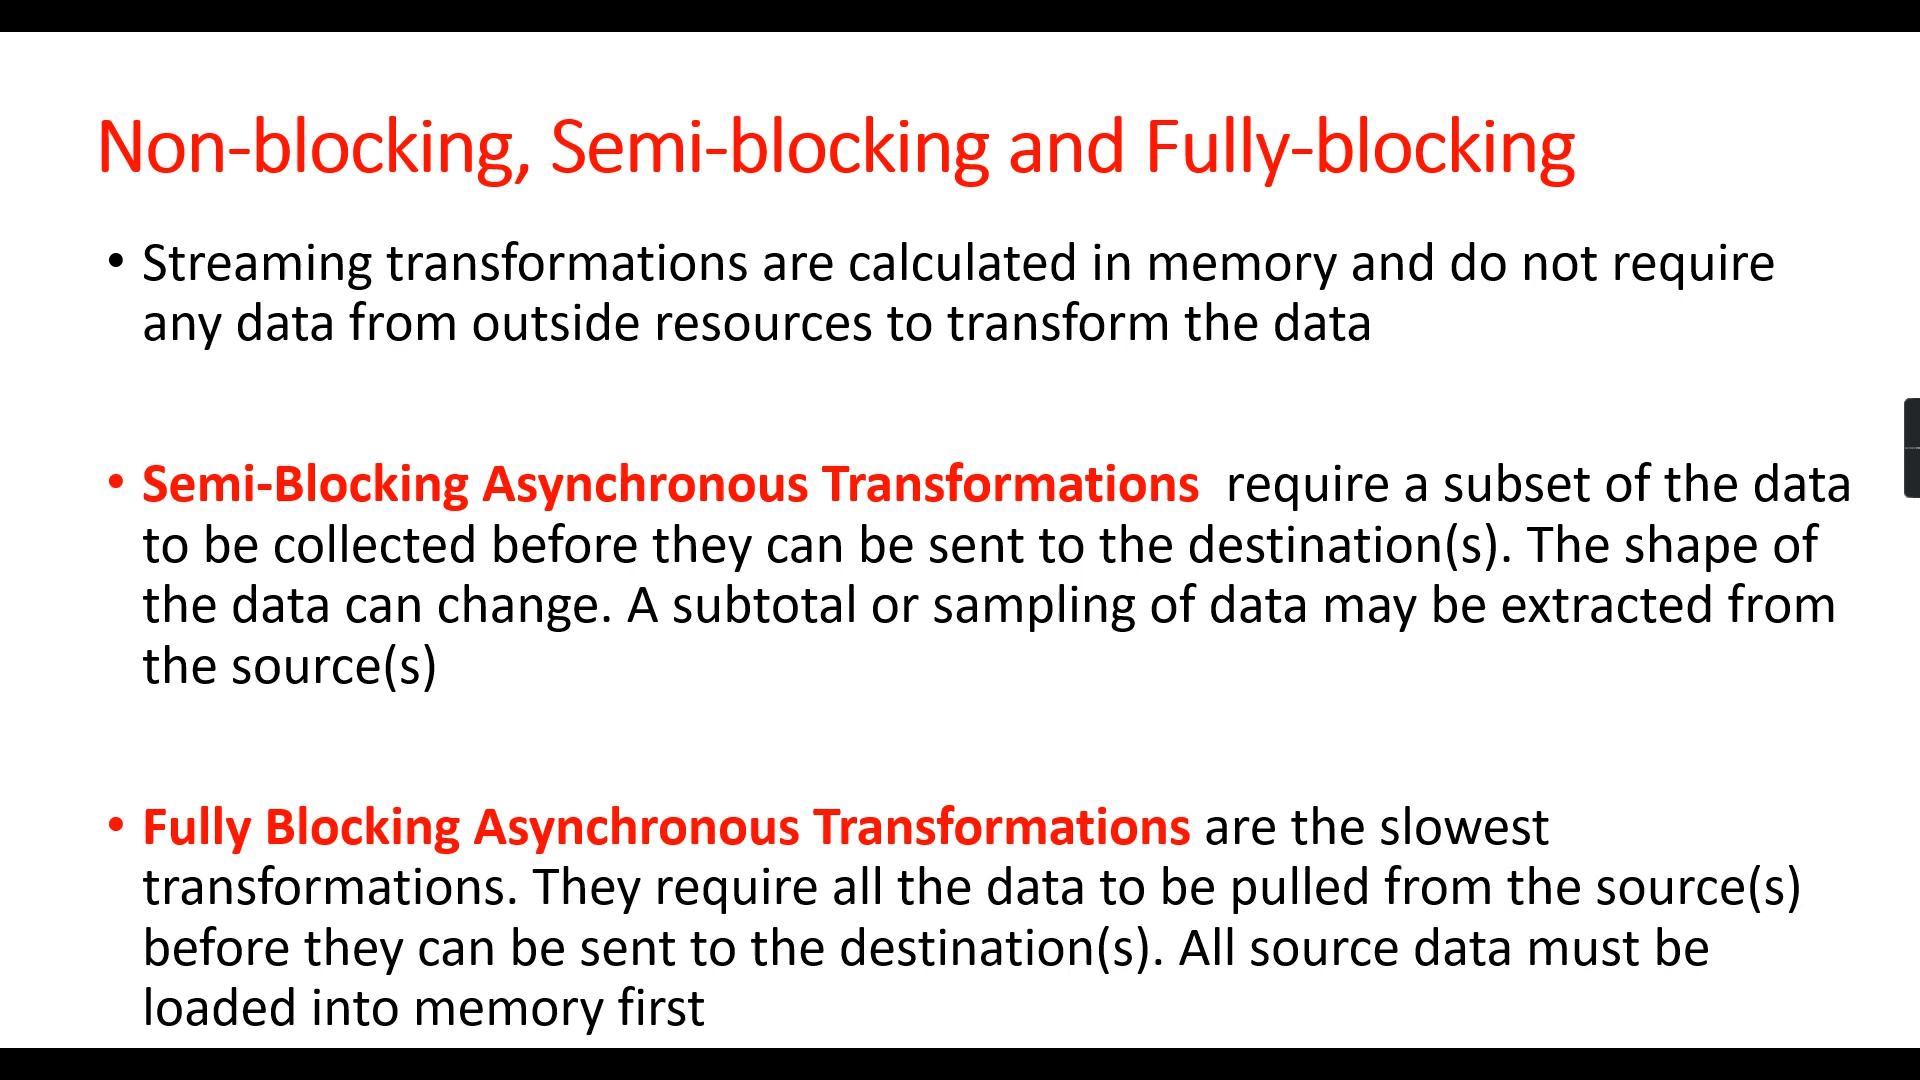 Non-blocking, Semi-blocking and Fully-blocking
• Streaming transformations are calculated in memory and do not require
any data from outside resources to transform the data
• Semi-Blocking Asynchronous Transformations  require a subset of the data
to be collected before they can be sent to the destination(s). The shape of
the data can change. A subtotal or sampling of data may be extracted from
the source(s)
• Fully Blocking Asynchronous Transformations are the slowest
transformations. They require all the data to be pulled from the source(s)
before they can be sent to the destination(s). All source data must be
loaded into memory first